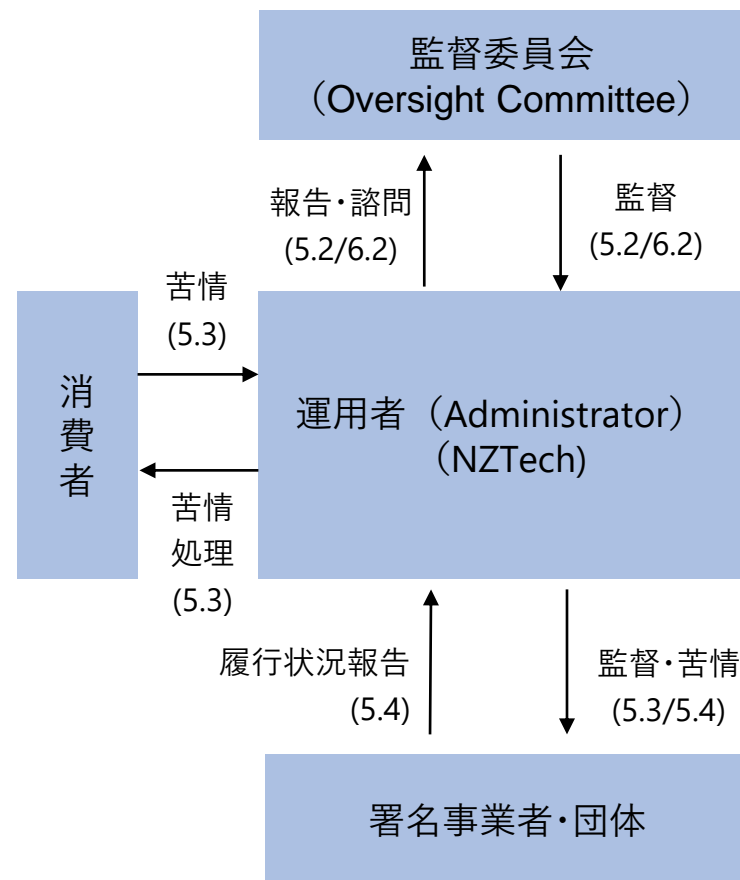 監督委員会
（Oversight Committee）
報告・諮問
(5.2/6.2)
監督
(5.2/6.2)
苦情
(5.3)
消
費
者
運用者（Administrator）
（NZTech)
苦情
処理
(5.3)
履行状況報告
(5.4)
監督・苦情
(5.3/5.4)
署名事業者・団体